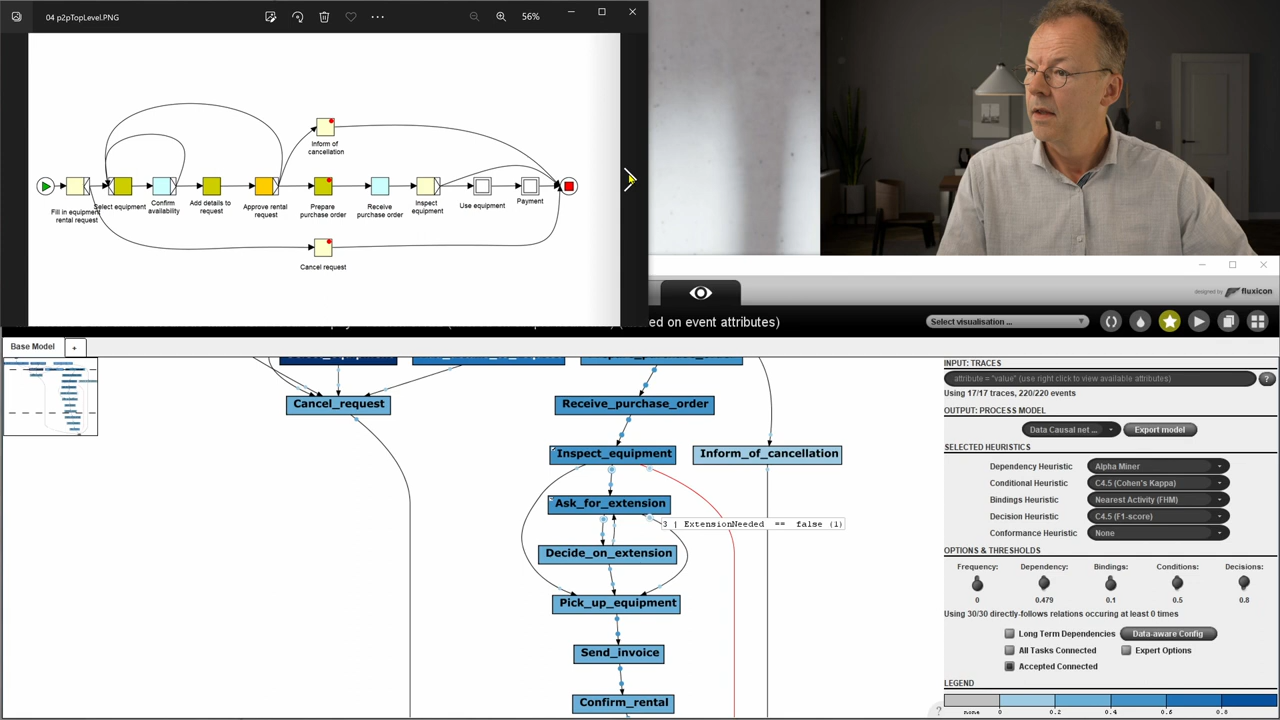 04 p2pTopLevel.PNG
56%
Inform of
cancellation
Fill in equipment
rental request
Select equipment
Confirm
availability
Add details to
request
Approve rental
request
Prepare
purchase order
Receive
purchase order
Inspect
equipment
Use equipment
Payment
Cancel request
designed by fluxicon
ed on event attributes)
Select visualisation ...
Base Model
+
Cancel_request
Receive_purchase_order
Inspect_equipment
Inform_of_cancellation
Ask_for_extension
3 | ExtensionNeeded == false (1)
Decide_on_extension
Pick_up_equipment
Send_invoice
Confirm_rental
INPUT: TRACES
attribute = "value" (use right click to view available attributes)
?
Using 17/17 traces, 220/220 events
OUTPUT: PROCESS MODEL
Data Causal net ...
Export model
SELECTED HEURISTICS
Dependency Heuristic Alpha Miner
Conditional Heuristic C4.5 (Cohen's Kappa)
Bindings Heuristic Nearest Activity (FHM)
Decision Heuristic C4.5 (F1-score)
Conformance Heuristic None
OPTIONS & THRESHOLDS
Frequency: Dependency: Bindings: Conditions: Decisions:
0 0.479 0.1 0.5 0.8
Using 30/30 directly-follows relations occuring at least 0 times
Long Term Dependencies Data-aware Config
All Tasks Connected Expert Options
Accepted Connected
LEGEND
? none 0 0.2 0.4 0.6 0.8